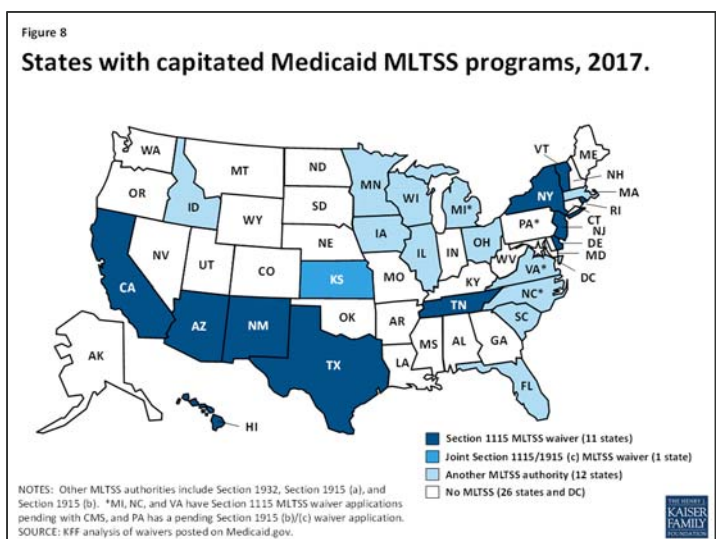 Figure 8
States with capitated Medicaid MLTSS programs, 2017.
WA
MT
ND
MN
VT
ME
NH
OR
ID
SD
WI
MI*
NY
MA
WY
RI
CT
NJ
NE
IA
PA*
DE
NV
UT
IL
IN
OH
MD
CO
WV
DC
CA
KS
MO
KY
VA*
TN
NC*
AZ
NM
OK
AR
SC
MS
AL
GA
TX
LA
AK
FL
HI
Section 1115 MLTSS waiver (11 states)
Joint Section 1115/1915 (c) MLTSS waiver (1 state)
Another MLTSS authority (12 states)
No MLTSS (26 states and DC)
NOTES: Other MLTSS authorities include Section 1932, Section 1915 (a), and
Section 1915 (b). *MI, NC, and VA have Section 1115 MLTSS waiver applications
pending with CMS, and PA has a pending Section 1915 (b)/(c) waiver application.
SOURCE: KFF analysis of waivers posted on Medicaid.gov.
THE HENRY J.
KAISER
FAMILY
FOUNDATION